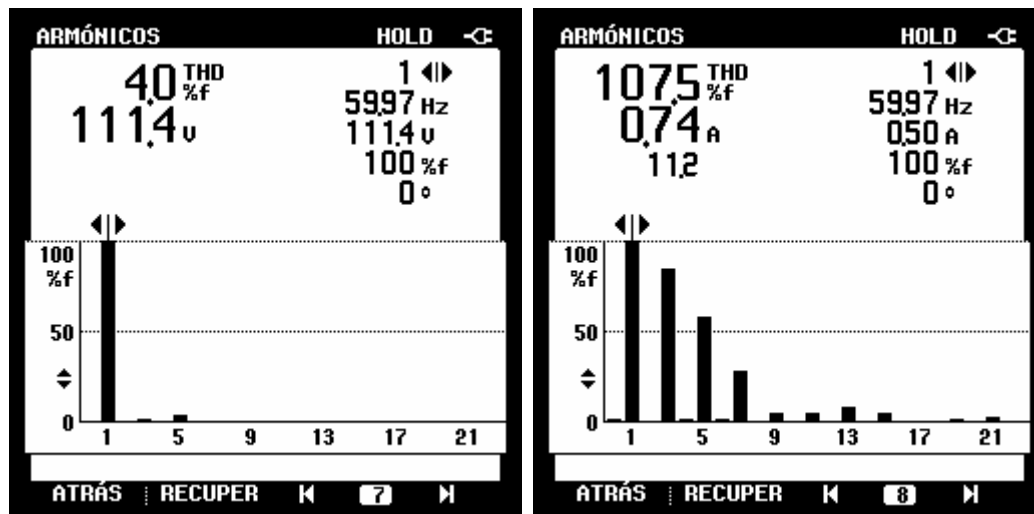 ARMÓNICOS HOLD
4.0 THD %f
111.4 V
1
59.97 Hz
111.4 V
100 %f
0 °
100
%f
50
0
1 5 9 13 17 21
ATRÁS RECUPER 7
ARMÓNICOS HOLD
107.5 THD %f
0.74 A
11.2
1
59.97 Hz
0.50 A
100 %f
0 °
100
%f
50
0
1 5 9 13 17 21
ATRÁS RECUPER 8